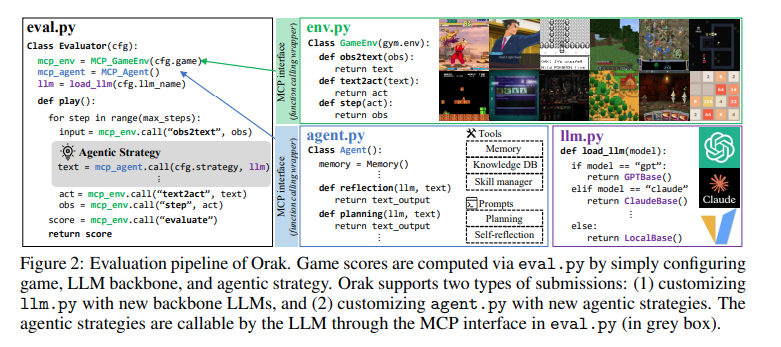 eval.py
Class Evaluator(cfg):
mcp_env = MCP_GameEnv(cfg.game)
mcp_agent = MCP_Agent()
llm = load_llm(cfg.llm_name)
def play():
for step in range(max_steps):
input = mcp_env.call(“obs2text”, obs)
Agentic Strategy
text = mcp_agent.call(cfg.strategy, llm)
⋮
act = mcp_env.call(“text2act”, text)
obs = mcp_env.call(“step”, act)
score = mcp_env.call(“evaluate”)
return score
MCP interface
(function calling wrapper)
env.py
Class GameEnv(gym.env):
def obs2text(obs):
return text
def text2act(text):
return act
def step(act):
return obs
MCP interface
(function calling wrapper)
agent.py
Class Agent():
memory = Memory()
def reflection(llm, text)
return text_output
def planning(llm, text)
return text_output
⋮
Tools
Memory
Knowledge DB
Skill manager
Prompts
Planning
Self-reflection
⋮
llm.py
def load_llm(model):
if model == “gpt”:
return GPTBase()
elif model == “claude”
return ClaudeBase()
⋮
else:
return LocalBase()
Claude
Figure 2: Evaluation pipeline of Orak. Game scores are computed via eval.py by simply configuring
game, LLM backbone, and agentic strategy. Orak supports two types of submissions: (1) customizing
llm.py with new backbone LLMs, and (2) customizing agent.py with new agentic strategies. The
agentic strategies are callable by the LLM through the MCP interface in eval.py (in grey box).